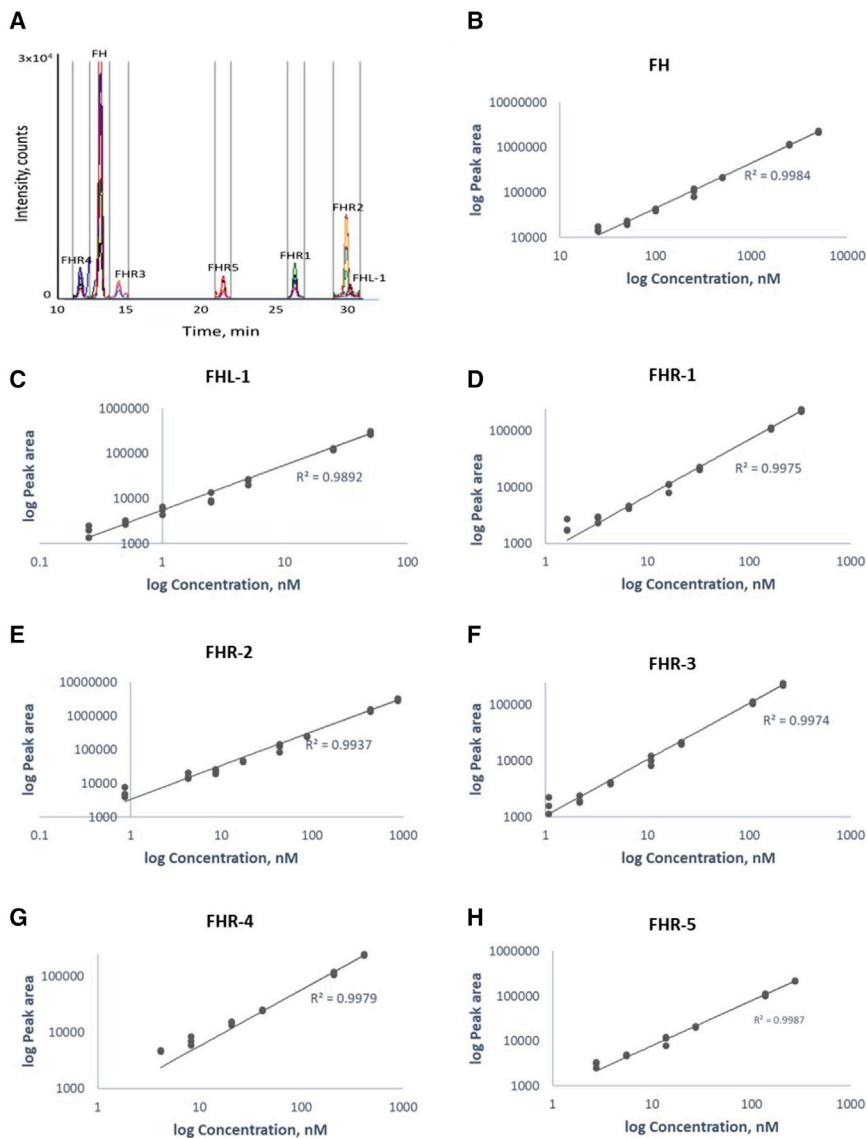 A
3x10⁴
Intensity, counts
0
FH
FHR4
FHR3
FHR5
FHR1
FHR2
FHL-1
10
15
20
25
30
Time, min
B
FH
log Peak area
10000000
1000000
100000
10000
R² = 0.9984
10
100
1000
10000
log Concentration, nM
C
FHL-1
log Peak area
1000000
100000
10000
1000
R² = 0.9892
0.1
1
10
100
log Concentration, nM
D
FHR-1
log Peak area
100000
10000
1000
R² = 0.9975
1
10
100
1000
log Concentration, nM
E
FHR-2
log Peak area
10000000
1000000
100000
10000
1000
R² = 0.9937
0.1
1
10
100
1000
log Concentration, nM
F
FHR-3
log Peak area
100000
10000
1000
R² = 0.9974
1
10
100
1000
log Concentration, nM
G
FHR-4
log Peak area
100000
10000
1000
R² = 0.9979
1
10
100
1000
log Concentration, nM
H
FHR-5
log Peak area
1000000
100000
10000
1000
R² = 0.9987
1
10
100
1000
log Concentration, nM